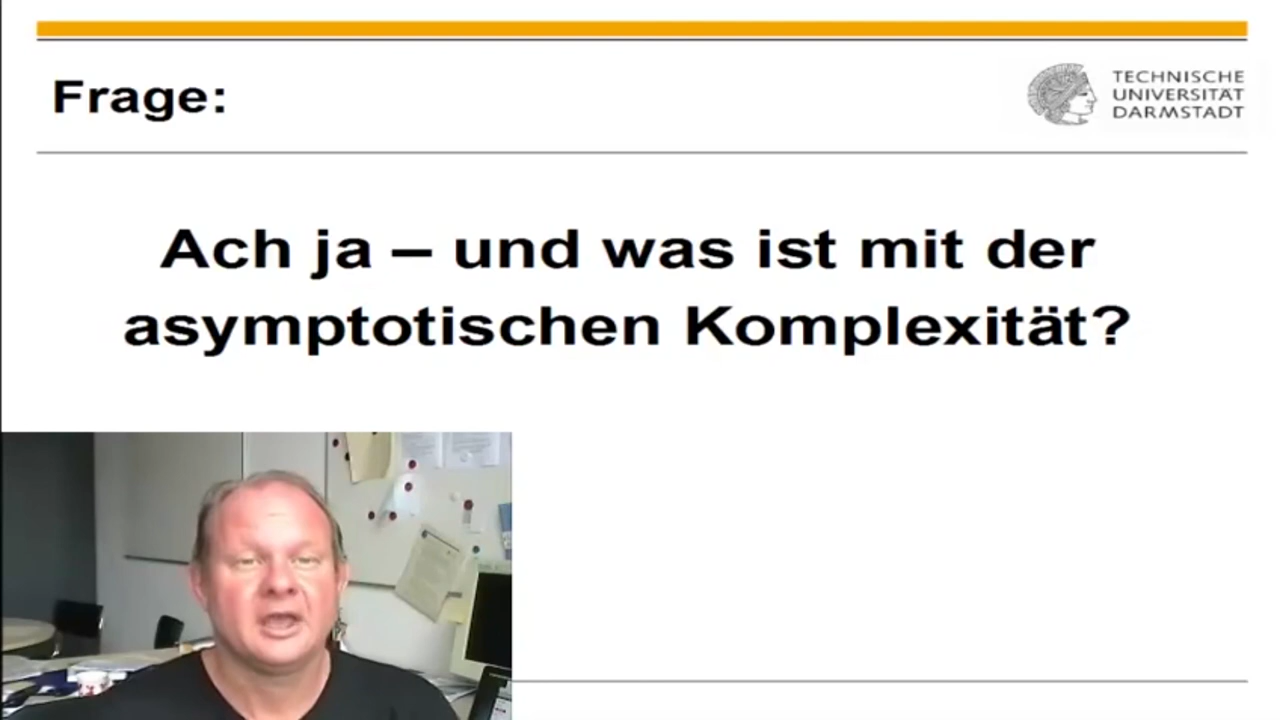 Frage:
TECHNISCHE
UNIVERSITÄT
DARMSTADT
Ach ja – und was ist mit der
asymptotischen Komplexität?